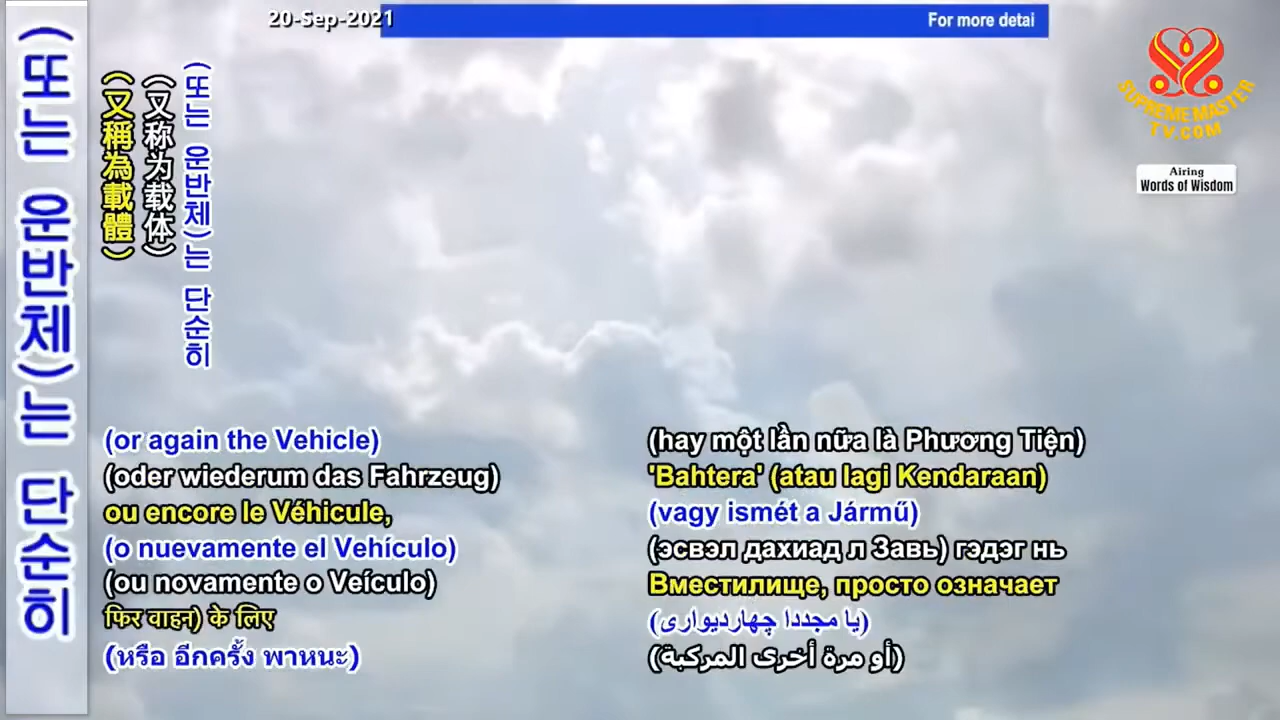 20-Sep-2021
For more detai
SUPREME MASTER
TV.COM
Airing
Words of Wisdom
(또는 운반체)는 단순히
(又稱為載體)
(又称为载体)
(또는 운반체)는 단순히
(or again the Vehicle)
(oder wiederum das Fahrzeug)
ou encore le Véhicule,
(o nuevamente el Vehículo)
(ou novamente o Veículo)
फिर वाहन) के लिए
(หรือ อีกครั้ง พาหนะ)
(hay một lần nữa là Phương Tiện)
'Bahtera' (atau lagi Kendaraan)
(vagy ismét a Jármű)
(эсвэл дахиад л Завь) гэдэг нь
Вместилище, просто означает
(یا مجددا چهاردیواری)
(أو مرة أخرى المركبة)